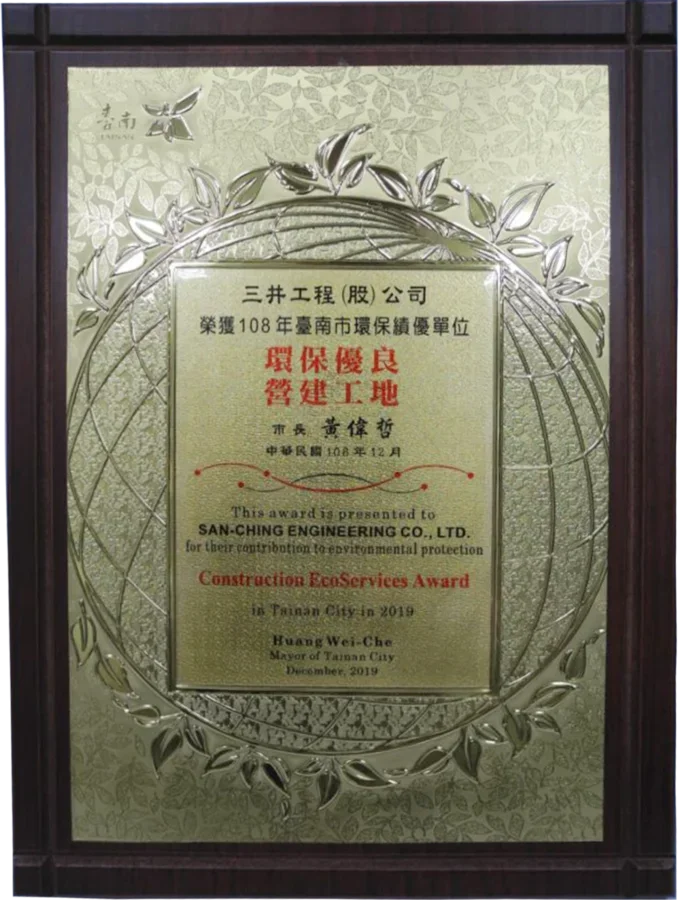 臺南
TAINAN
三井工程(股)公司
榮獲108年臺南市環保績優單位
環保優良
營建工地
市長 黃偉哲
中華民國108年12月
This award is presented to
SAN-CHING ENGINEERING CO., LTD.
for their contribution to environmental protection
Construction EcoServices Award
in Tainan City in 2019
Huang Wei-Che
Mayor of Tainan City
December, 2019